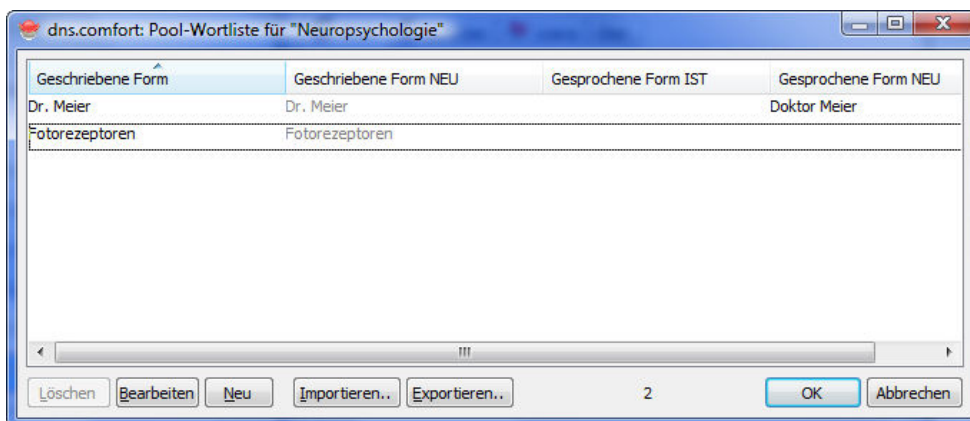 dns.comfort: Pool-Wortliste für "Neuropsychologie"
Geschriebene Form Geschriebene Form NEU Gesprochene Form IST Gesprochene Form NEU
Dr. Meier Dr. Meier Doktor Meier
Fotorezeptoren Fotorezeptoren
Löschen Bearbeiten Neu Importieren.. Exportieren.. 2 OK Abbrechen